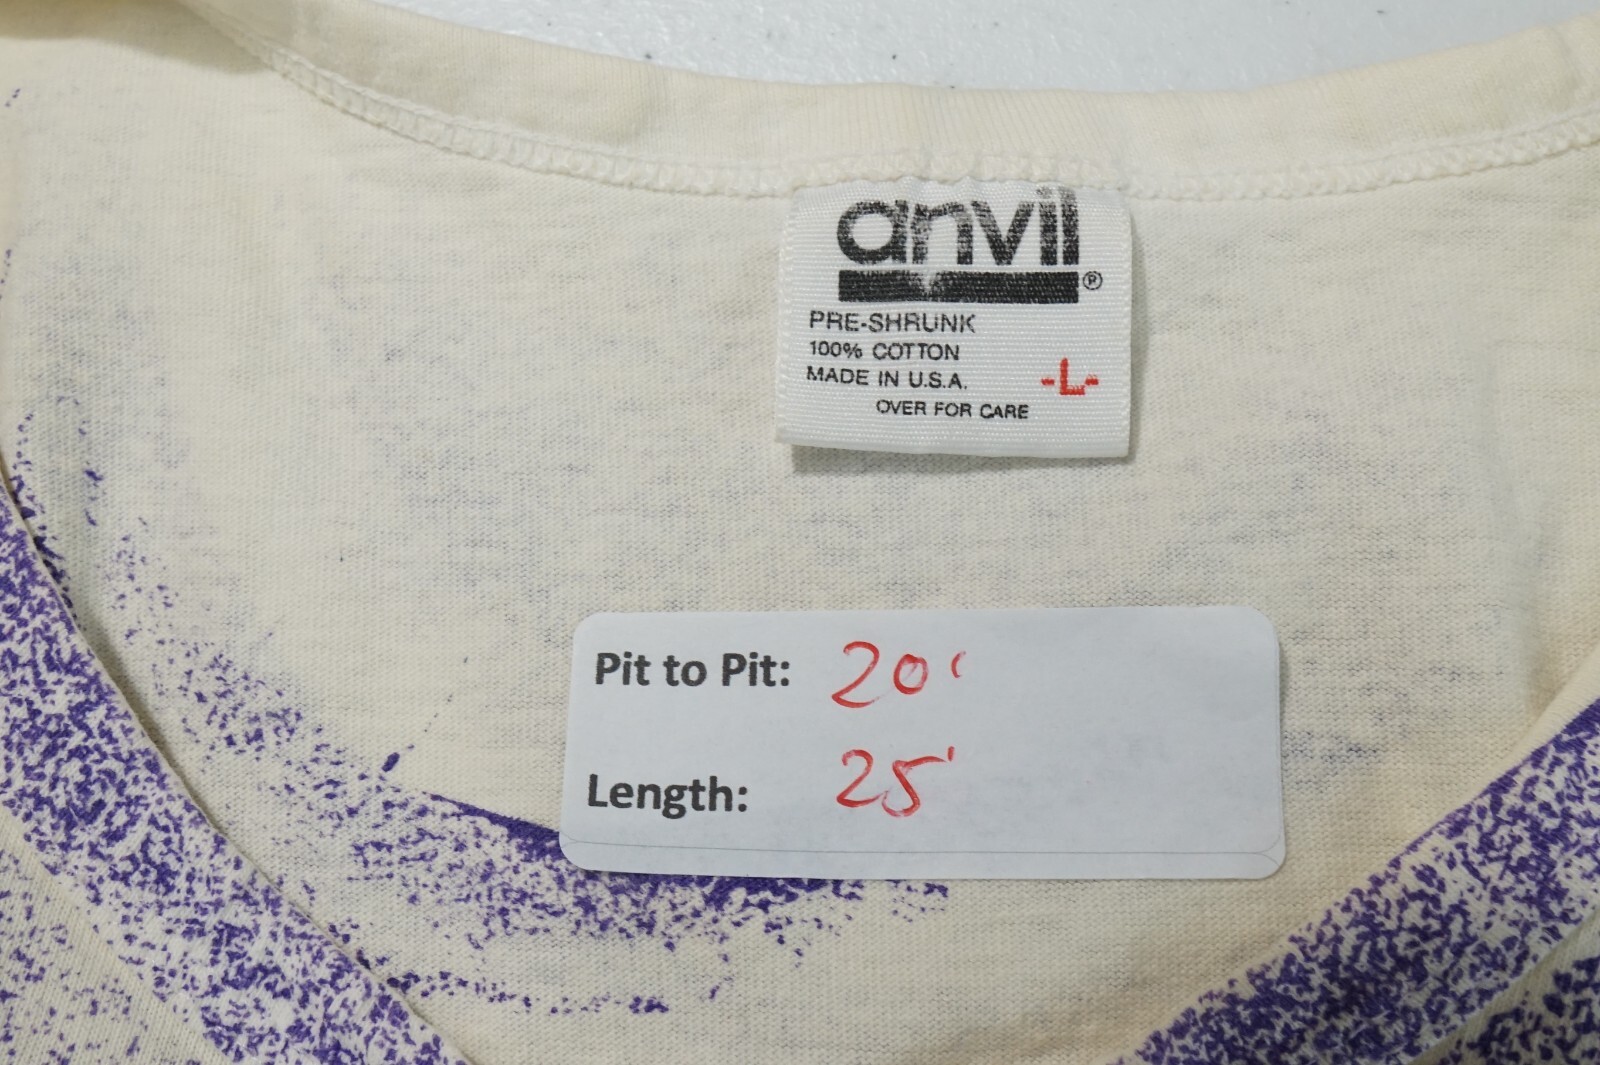 anvil®
PRE-SHRUNK
100% COTTON
MADE IN U.S.A.
-L-
OVER FOR CARE
Pit to Pit: 20'
Length: 25'